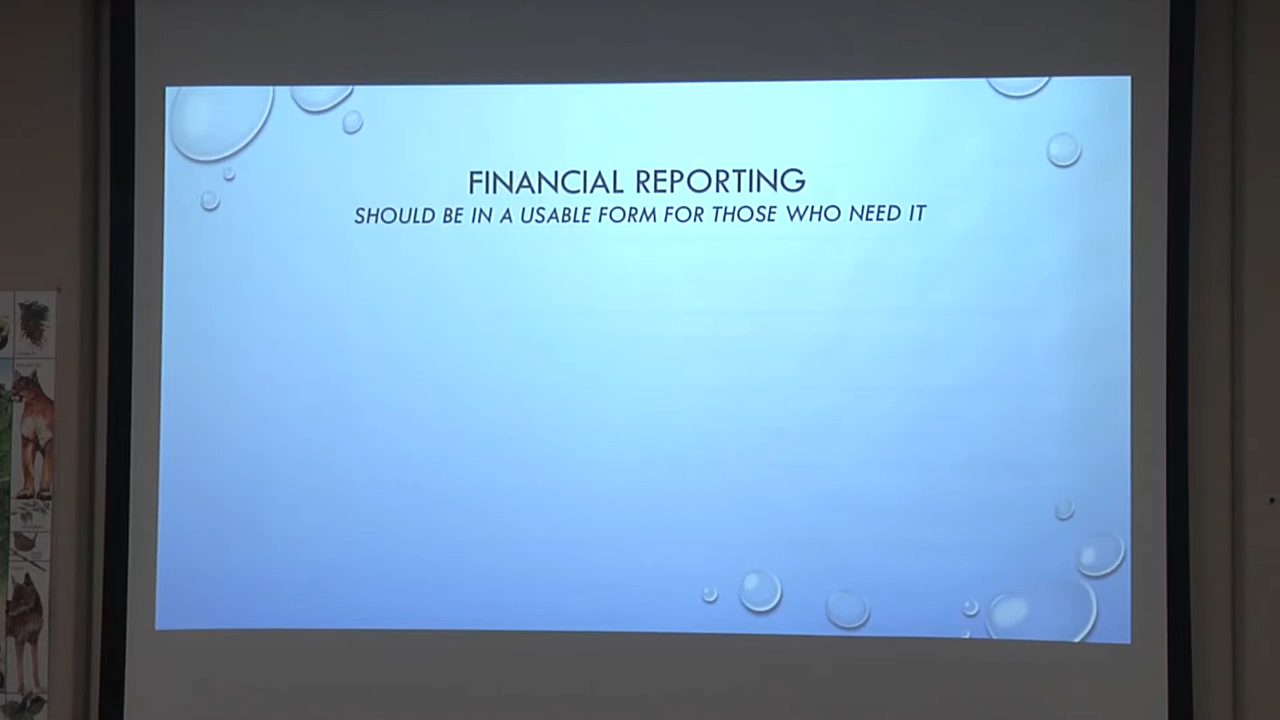 FINANCIAL REPORTING
SHOULD BE IN A USABLE FORM FOR THOSE WHO NEED IT